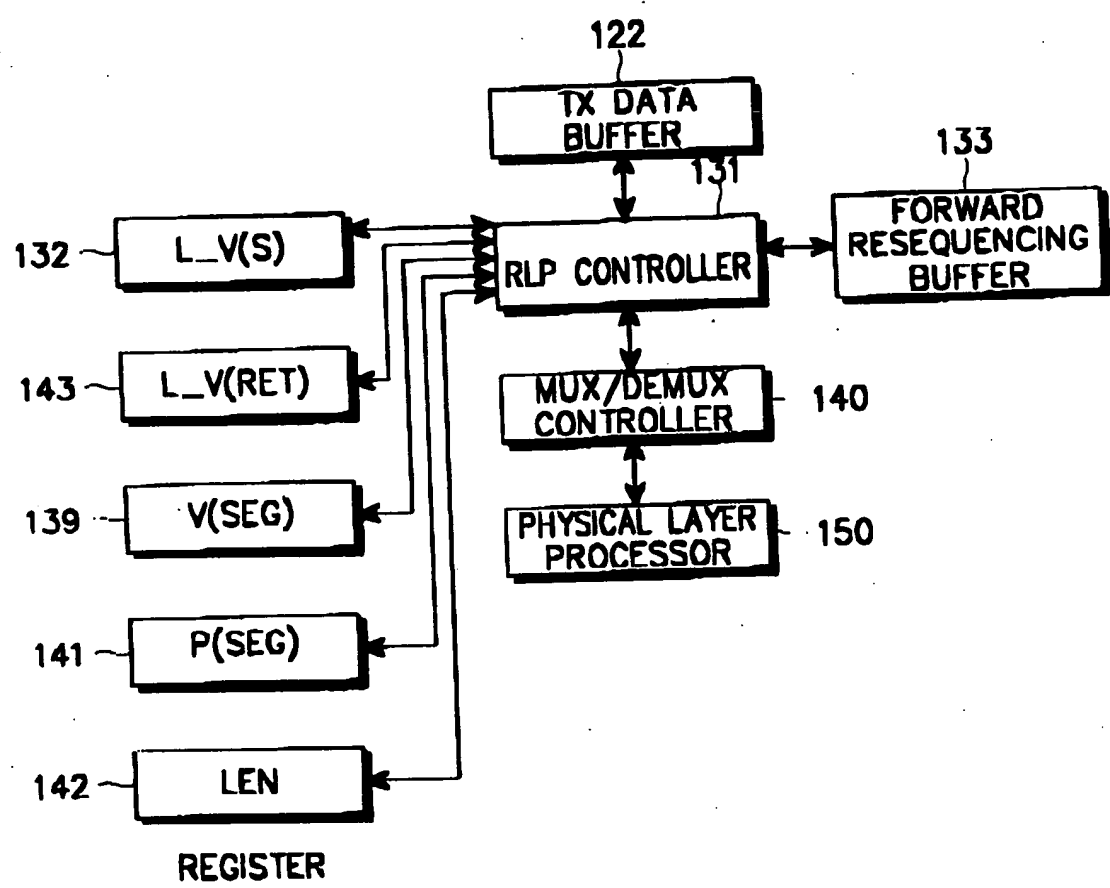 122
TX DATA
BUFFER
131
133
FORWARD
RESEQUENCING
BUFFER
132
L_V(S)
RLP CONTROLLER
143
L_V(RET)
MUX/DEMUX
CONTROLLER
140
139
V(SEG)
PHYSICAL LAYER
PROCESSOR
150
141
P(SEG)
142
LEN
REGISTER